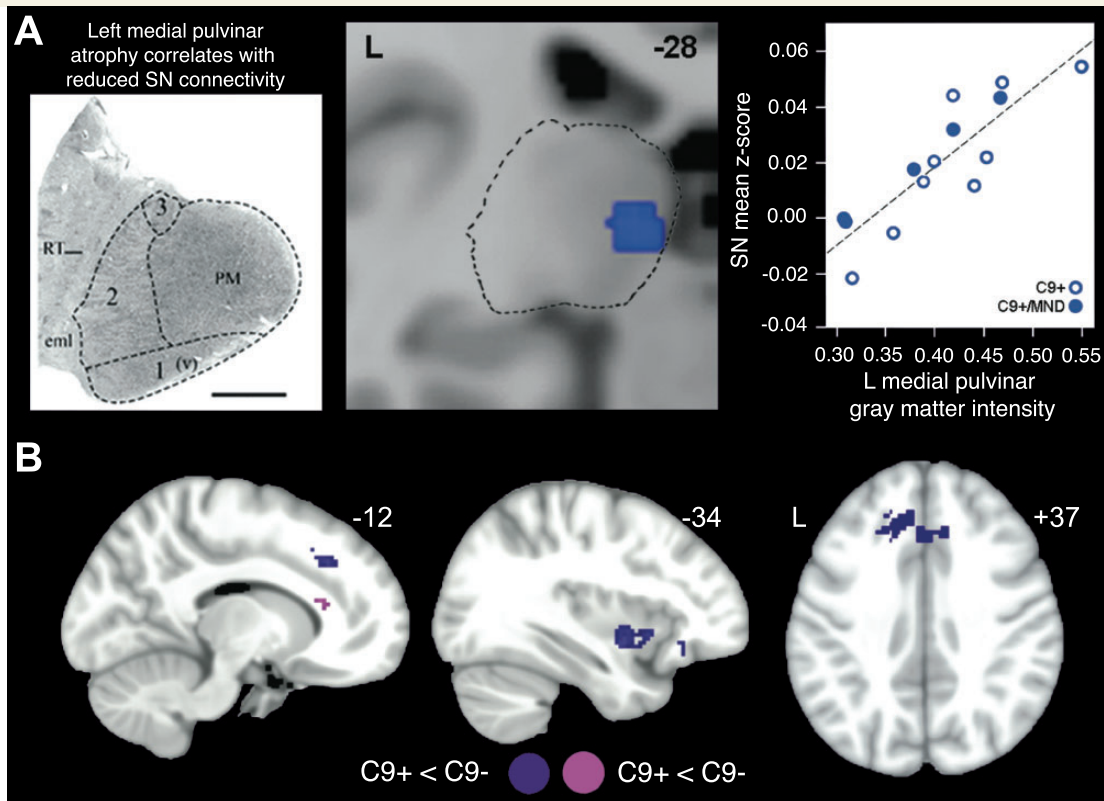 A
Left medial pulvinar
atrophy correlates with
reduced SN connectivity
RT
3
2
PM
eml
1 (v)
L
-28
SN mean z-score
0.06
0.04
0.02
0.00
-0.02
-0.04
C9+
C9+/MND
0.30 0.35 0.40 0.45 0.50 0.55
L medial pulvinar
gray matter intensity
B
-12
-34
L
+37
C9+ < C9- C9+ < C9-